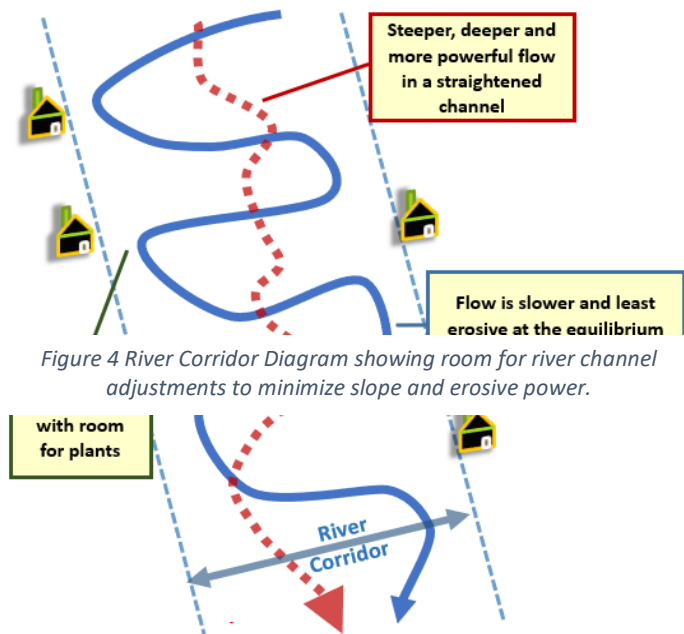 Steeper, deeper and
more powerful flow
in a straightened
channel
Flow is slower and least
erosive at the equilibrium
Figure 4 River Corridor Diagram showing room for river channel
adjustments to minimize slope and erosive power.
with room
for plants
River
Corridor